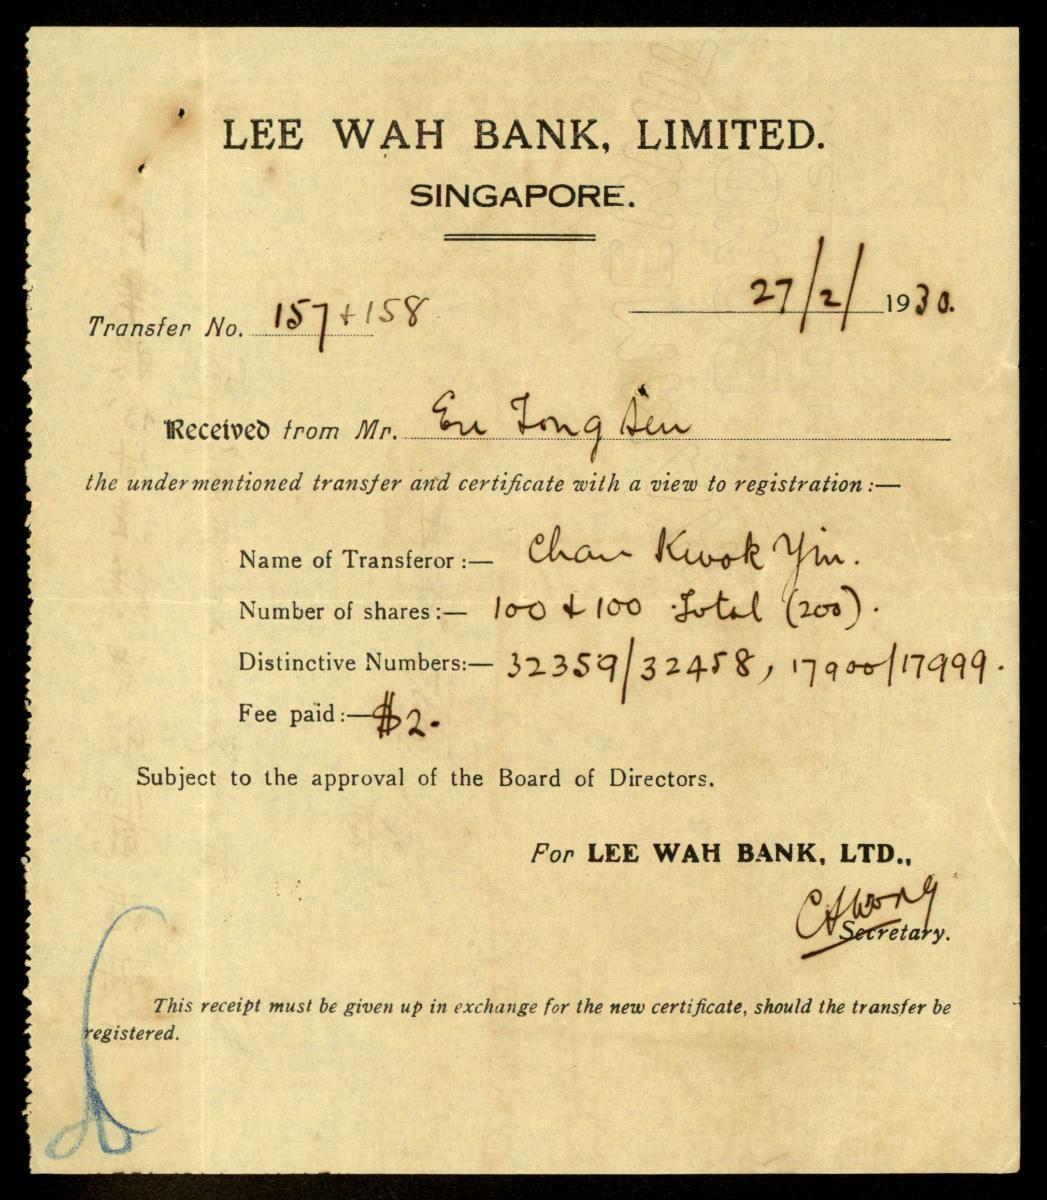 LEE WAH BANK, LIMITED.
SINGAPORE.
27/2/1930.
Transfer No. 157 + 158
Received from Mr. Eu Tong Sen
the undermentioned transfer and certificate with a view to registration:—
Name of Transferor :— Chan Kwok Yin.
Number of shares :— 100 + 100 Total (200).
Distinctive Numbers:— 32359/32458, 17900/17999.
Fee paid :— $2.
Subject to the approval of the Board of Directors.
For LEE WAH BANK, LTD.,
Secretary.
This receipt must be given up in exchange for the new certificate, should the transfer be
registered.